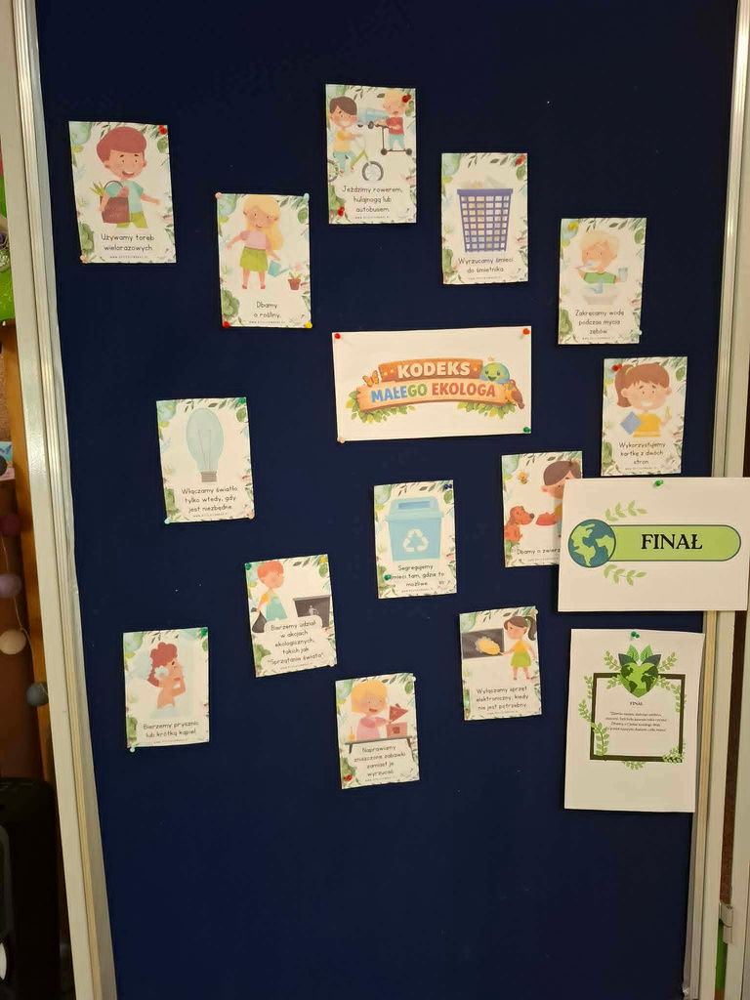 Jeździmy rowerem,
hulajnogą lub
autobusem.
Używamy toreb
wielorazowych.
Wyrzucamy śmieci
do śmietnika.
Dbamy
o rośliny.
Zakręcamy wodę
podczas mycia
zębów.
KODEKS
MAŁEGO EKOLOGA
Wykorzystujemy
kartkę z dwóch
stron.
Włączamy światło
tylko wtedy, gdy
jest niezbędne.
Dbamy o
Segregujemy
śmieci tam, gdzie to
możliwe.
FINAŁ
Bierzemy udział
w akcjach
ekologicznych,
takich jak
"Sprzątanie świata"
Wyłączamy sprzęt
elektroniczny, kiedy
nie jest potrzebny.
Bierzemy prysznic
lub krótką kąpiel.
Naprawiamy
zniszczone zabawki
zamiast je
wyrzucać.
FINAŁ